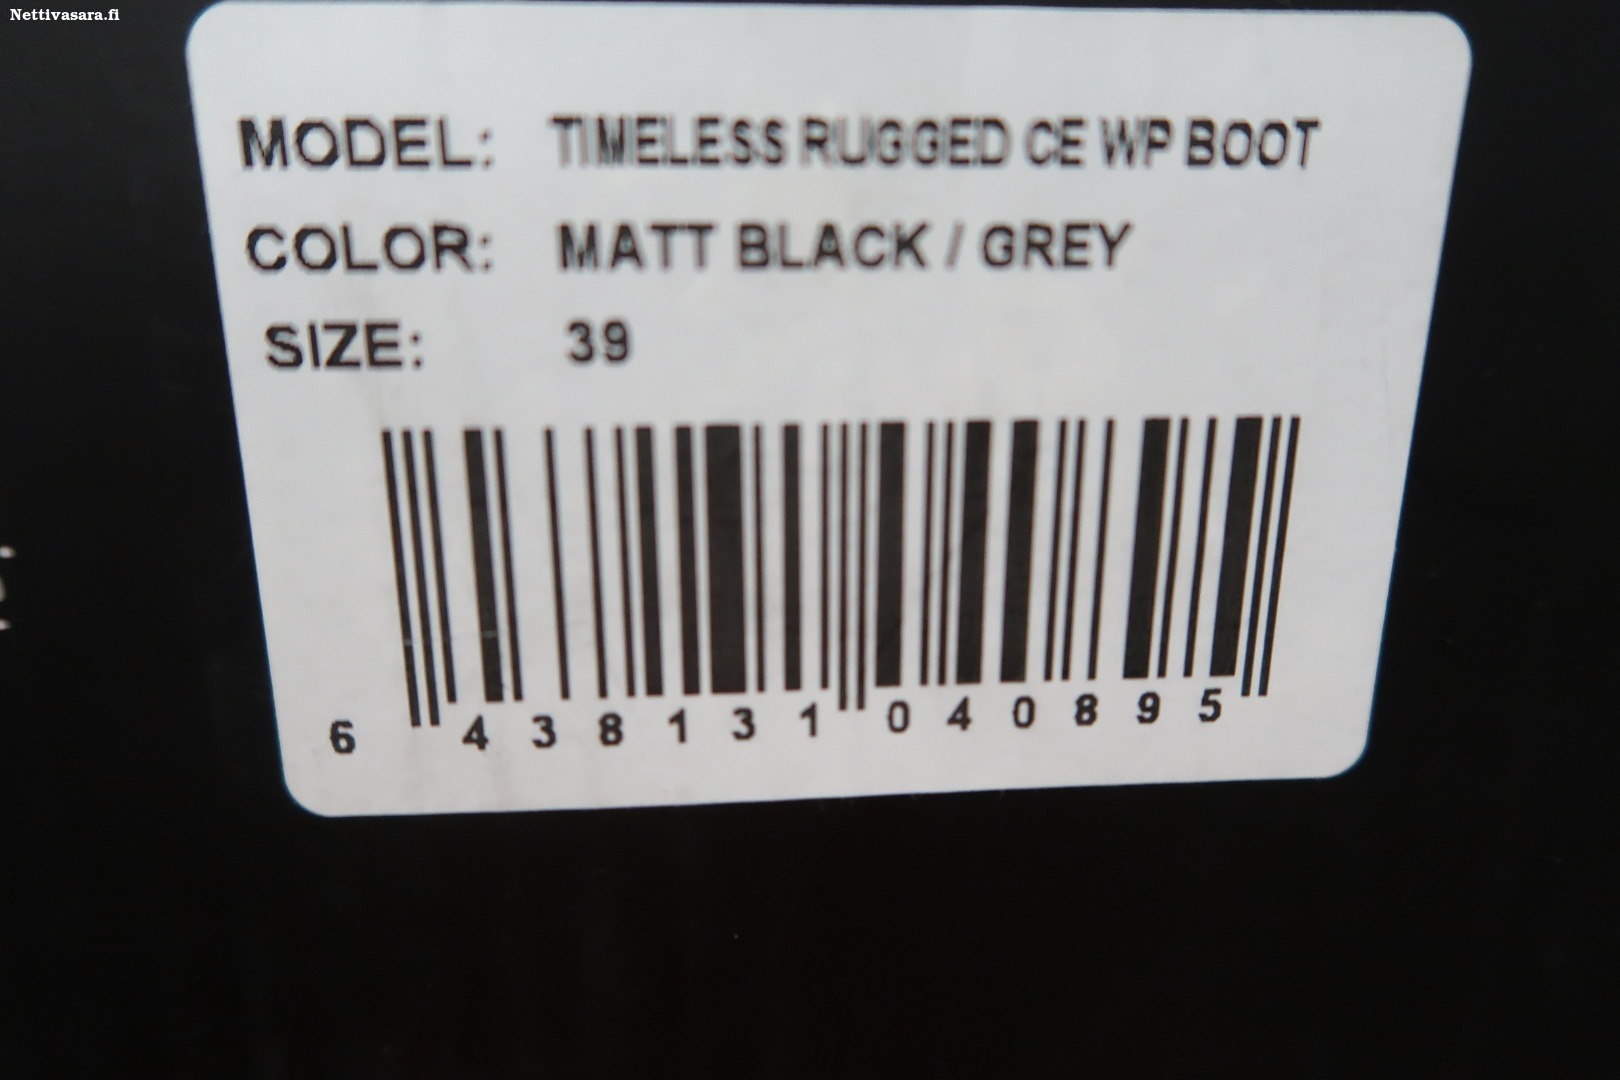 Nettivasara.fi
MODEL: TIMELESS RUGGED CE WP BOOT
COLOR: MATT BLACK / GREY
SIZE: 39
6 438131 040895